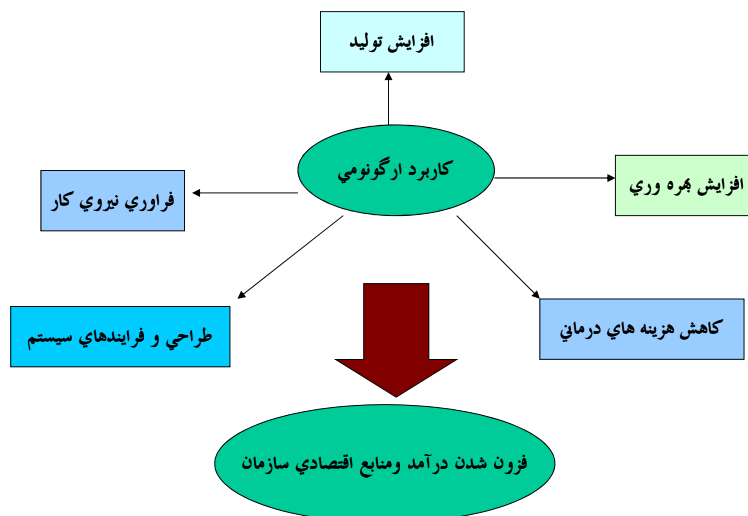 افزايش توليد
كاربرد ارگونومي
افزايش بهره وري
فراوري نيروي كار
كاهش هزينه هاي درماني
طراحي و فرايندهاي سيستم
فزون شدن درآمد ومنابع اقتصادي سازمان